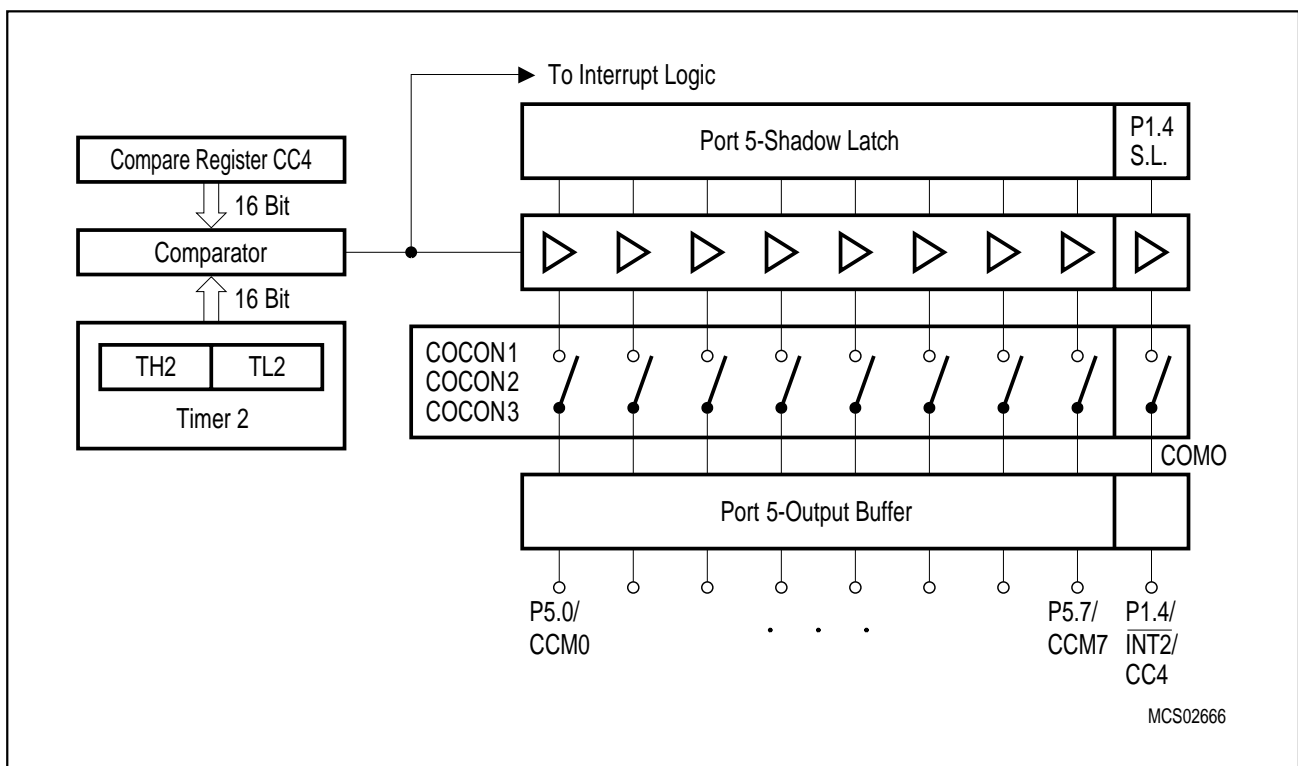 To Interrupt Logic
Port 5-Shadow Latch
P1.4
S.L.
Compare Register CC4
16 Bit
Comparator
16 Bit
TH2
TL2
Timer 2
COCON1
COCON2
COCON3
COMO
Port 5-Output Buffer
P5.0/
CCM0
. . .
P5.7/
CCM7
P1.4/
INT2/
CC4
MCS02666